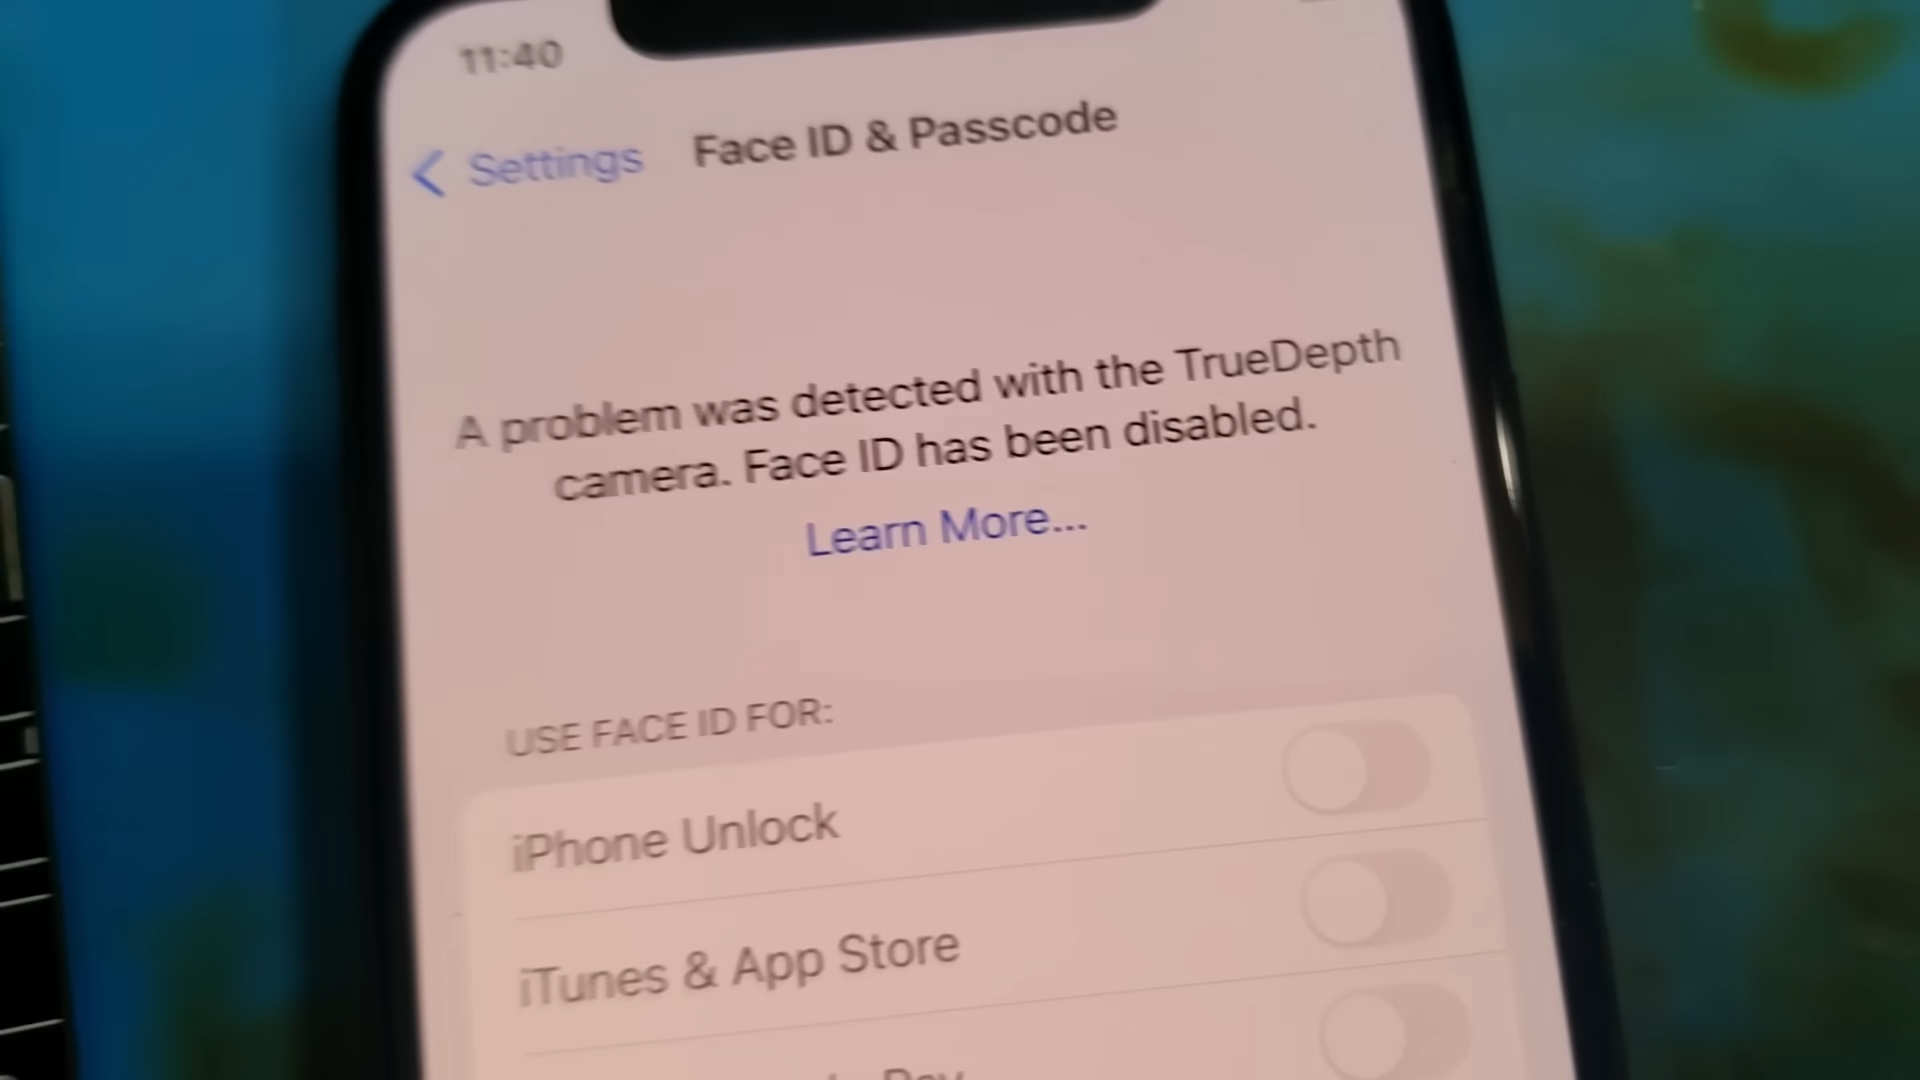 11:40
Settings Face ID & Passcode
A problem was detected with the TrueDepth
camera. Face ID has been disabled.
Learn More...
USE FACE ID FOR:
iPhone Unlock
iTunes & App Store
Pay